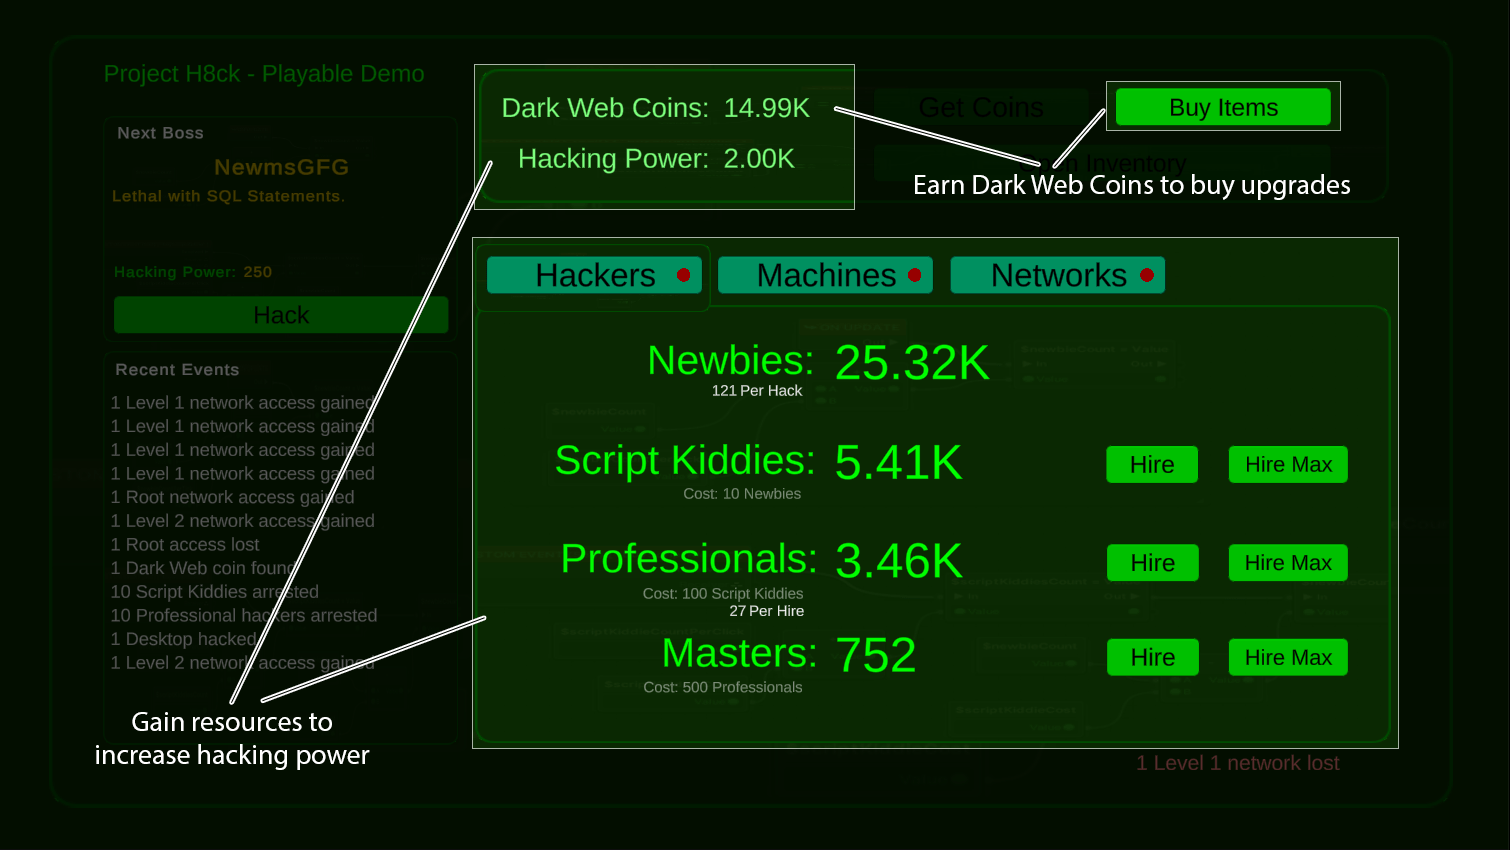 Project H8ck - Playable Demo
Next Boss
NewmsGFG
Lethal with SQL Statements.
Hacking Power: 250
Hack
Recent Events
1 Level 1 network access gained
1 Level 1 network access gained
1 Level 1 network access gained
1 Level 1 network access gained
1 Root network access gained
1 Level 2 network access gained
1 Root access lost
1 Dark Web coin found
10 Script Kiddies arrested
10 Professional hackers arrested
1 Desktop hacked
1 Level 2 network access gained
Gain resources to
increase hacking power
Dark Web Coins: 14.99K
Hacking Power: 2.00K
Get Coins
Buy Items
Inventory
Earn Dark Web Coins to buy upgrades
Hackers
Machines
Networks
Newbies: 25.32K
121 Per Hack
Script Kiddies: 5.41K
Cost: 10 Newbies
Hire
Hire Max
Professionals: 3.46K
Cost: 100 Script Kiddies
27 Per Hire
Hire
Hire Max
Masters: 752
Cost: 500 Professionals
Hire
Hire Max
1 Level 1 network lost